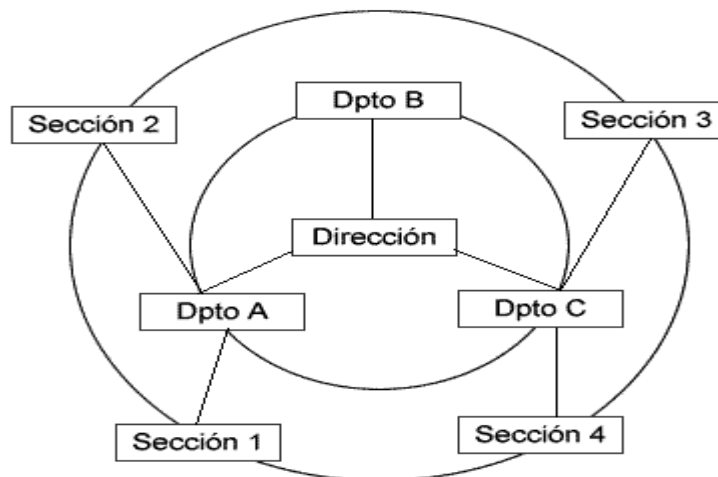 Dpto B
Sección 2
Sección 3
Dirección
Dpto A
Dpto C
Sección 1
Sección 4